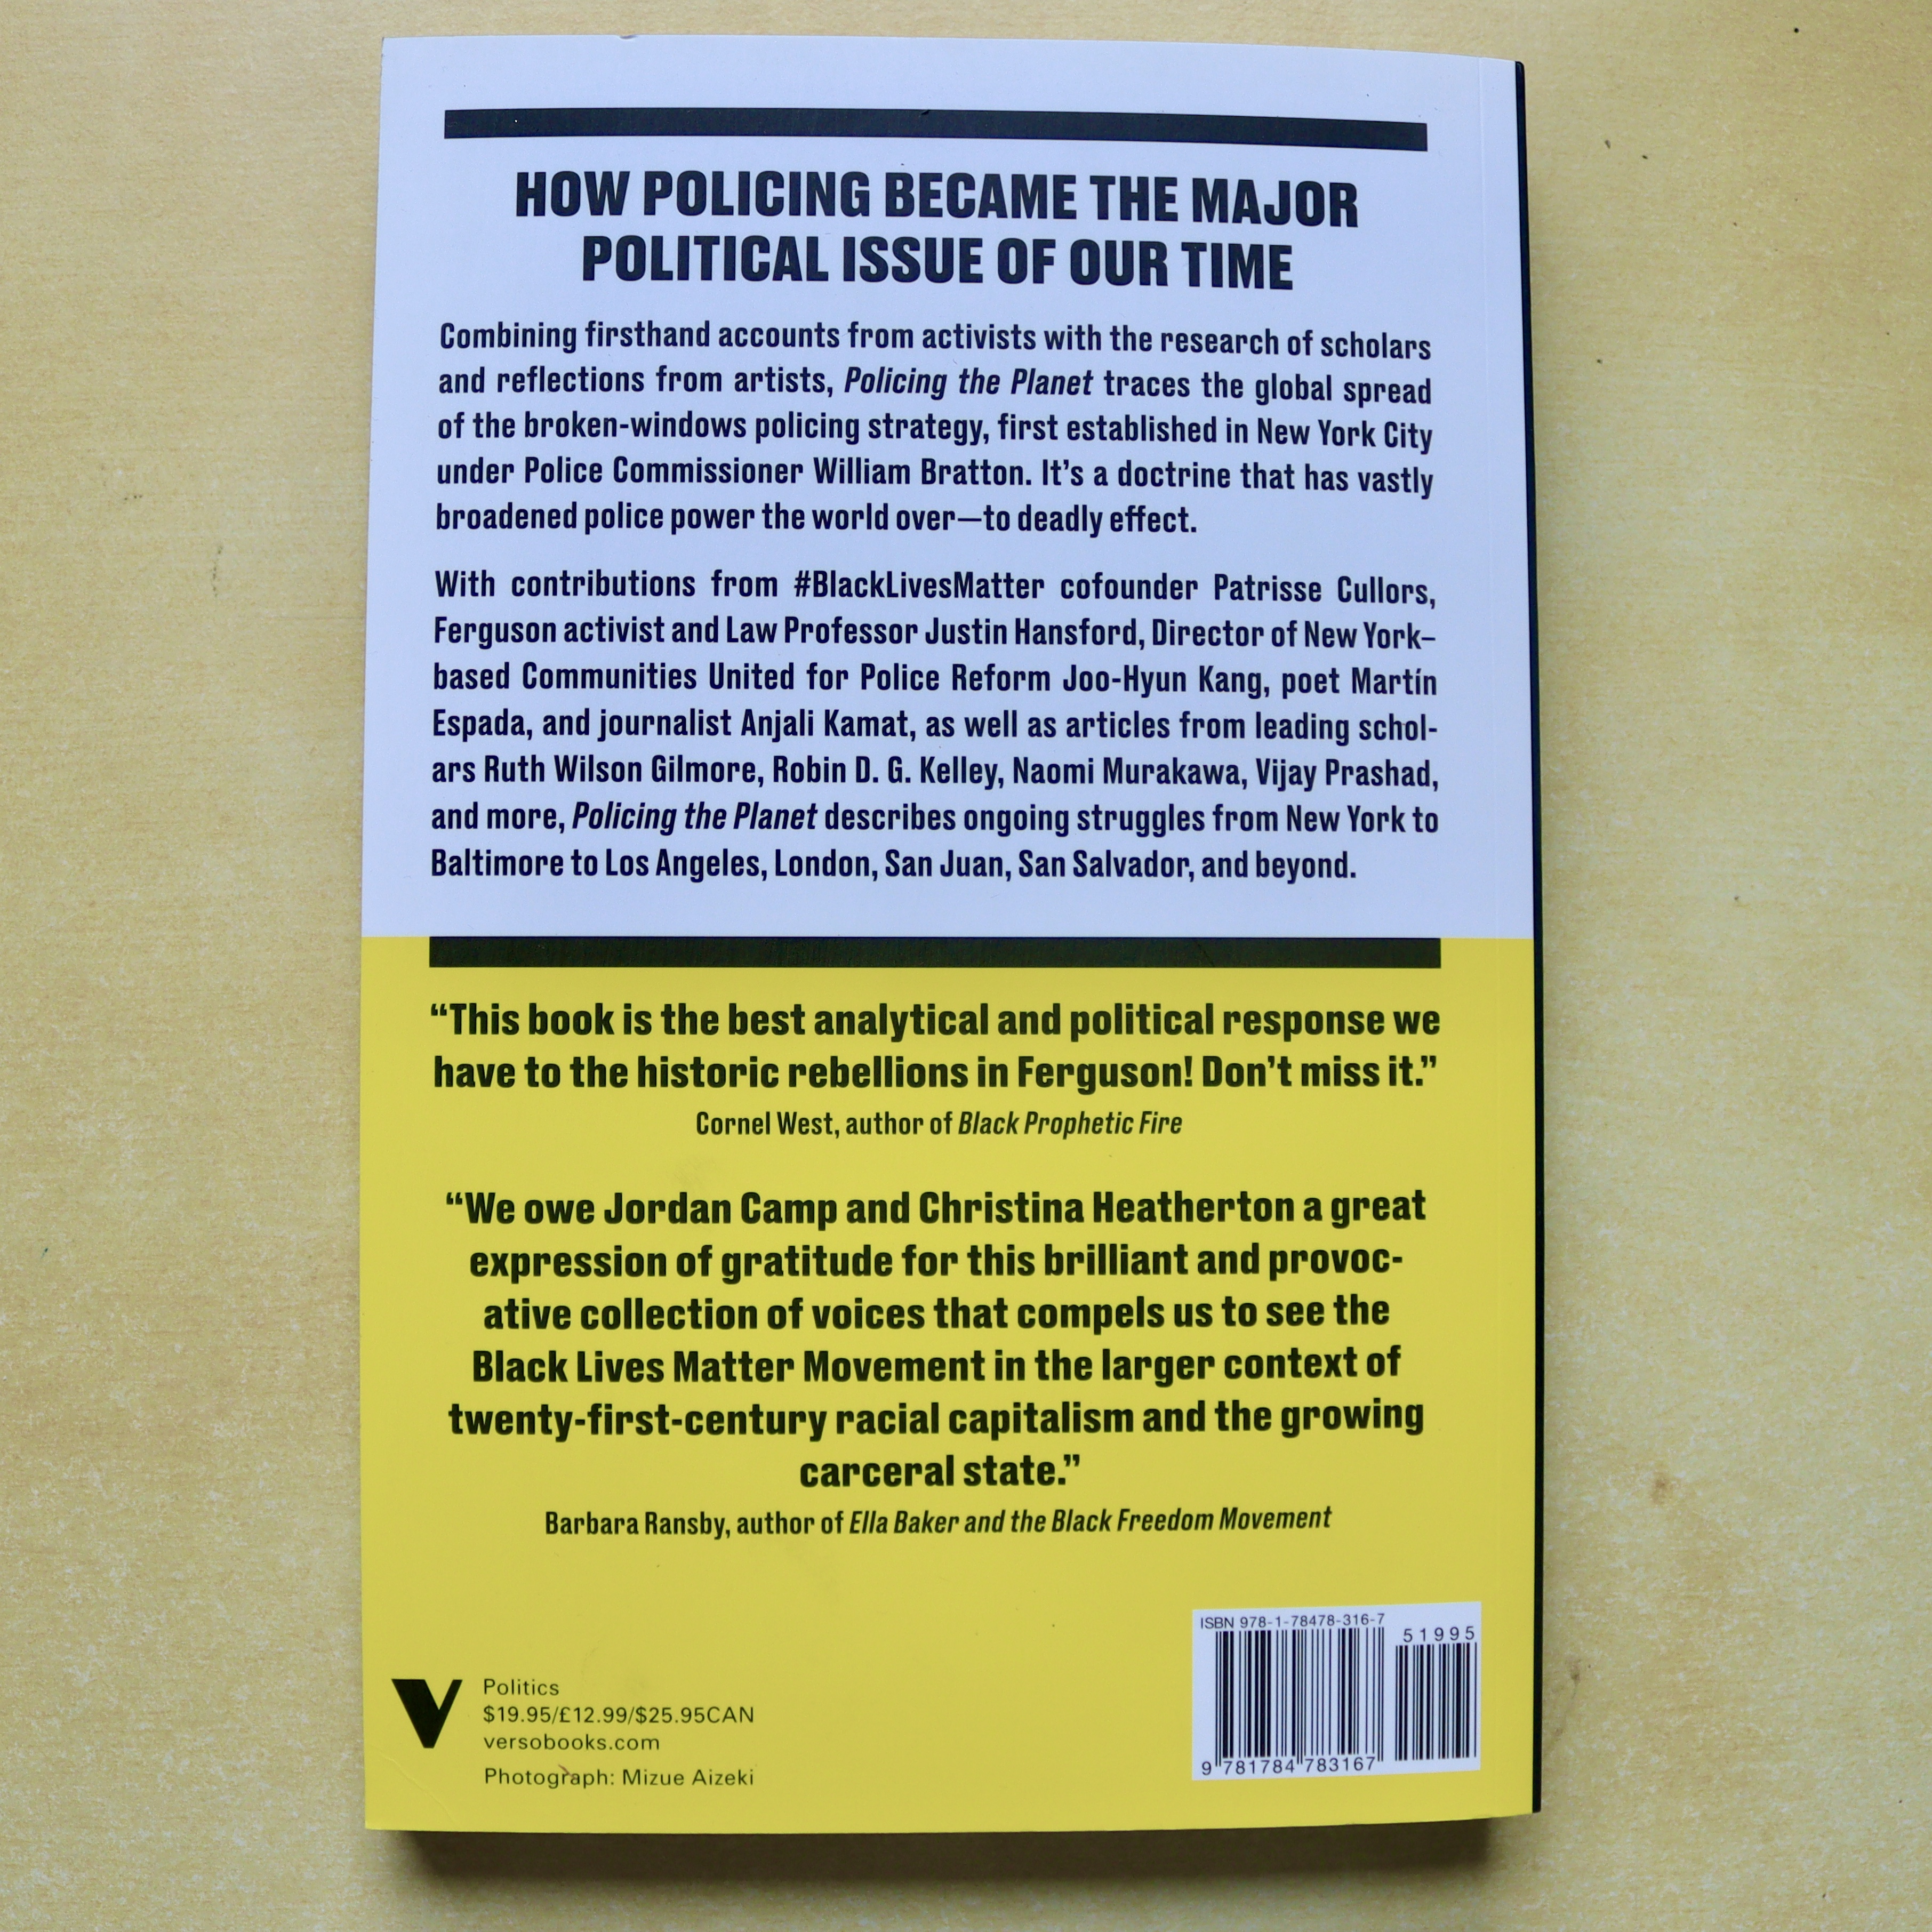 HOW POLICING BECAME THE MAJOR
POLITICAL ISSUE OF OUR TIME
Combining firsthand accounts from activists with the research of scholars
and reflections from artists, Policing the Planet traces the global spread
of the broken-windows policing strategy, first established in New York City
under Police Commissioner William Bratton. It’s a doctrine that has vastly
broadened police power the world over—to deadly effect.
With contributions from #BlackLivesMatter cofounder Patrisse Cullors,
Ferguson activist and Law Professor Justin Hansford, Director of New York–
based Communities United for Police Reform Joo-Hyun Kang, poet Martín
Espada, and journalist Anjali Kamat, as well as articles from leading schol-
ars Ruth Wilson Gilmore, Robin D. G. Kelley, Naomi Murakawa, Vijay Prashad,
and more, Policing the Planet describes ongoing struggles from New York to
Baltimore to Los Angeles, London, San Juan, San Salvador, and beyond.
“This book is the best analytical and political response we
have to the historic rebellions in Ferguson! Don’t miss it.”
Cornel West, author of Black Prophetic Fire
“We owe Jordan Camp and Christina Heatherton a great
expression of gratitude for this brilliant and provoc-
ative collection of voices that compels us to see the
Black Lives Matter Movement in the larger context of
twenty-first-century racial capitalism and the growing
carceral state.”
Barbara Ransby, author of Ella Baker and the Black Freedom Movement
V
Politics
$19.95/£12.99/$25.95CAN
versobooks.com
Photograph: Mizue Aizeki
ISBN 978-1-78478-316-7
51995
9 781784 783167